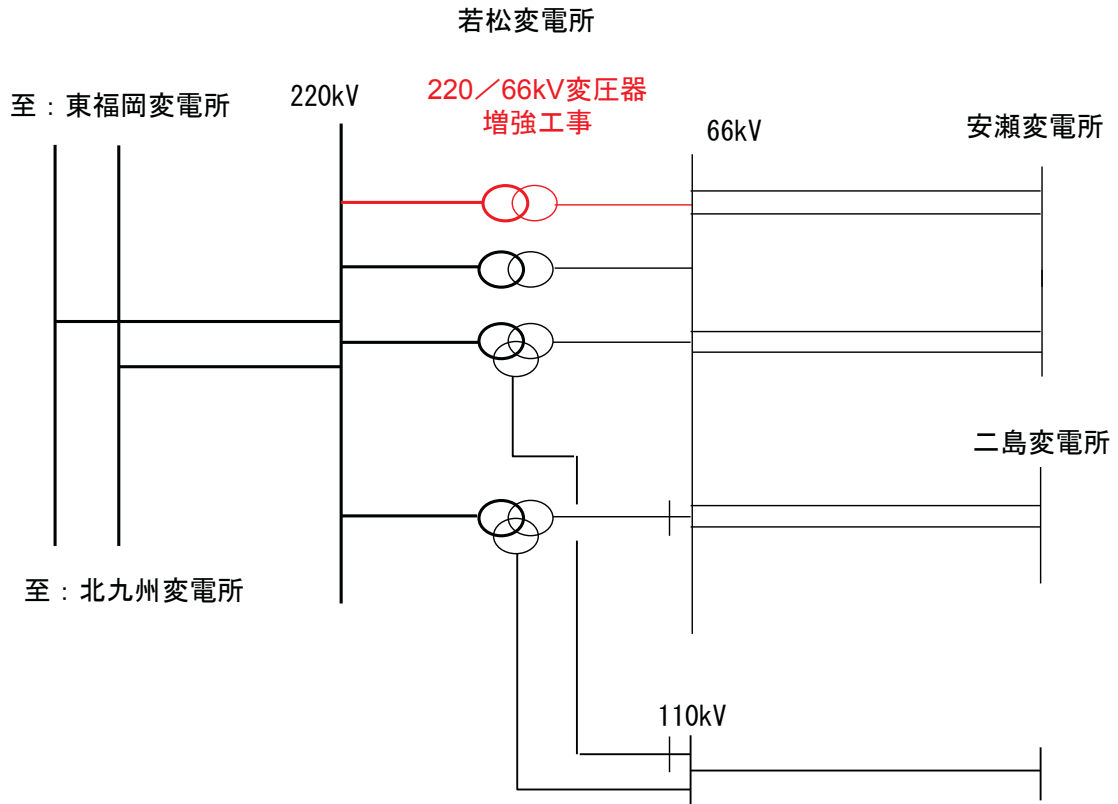 若松変電所
至：東福岡変電所
220kV
220／66kV変圧器
増強工事
66kV
安瀬変電所
二島変電所
至：北九州変電所
110kV